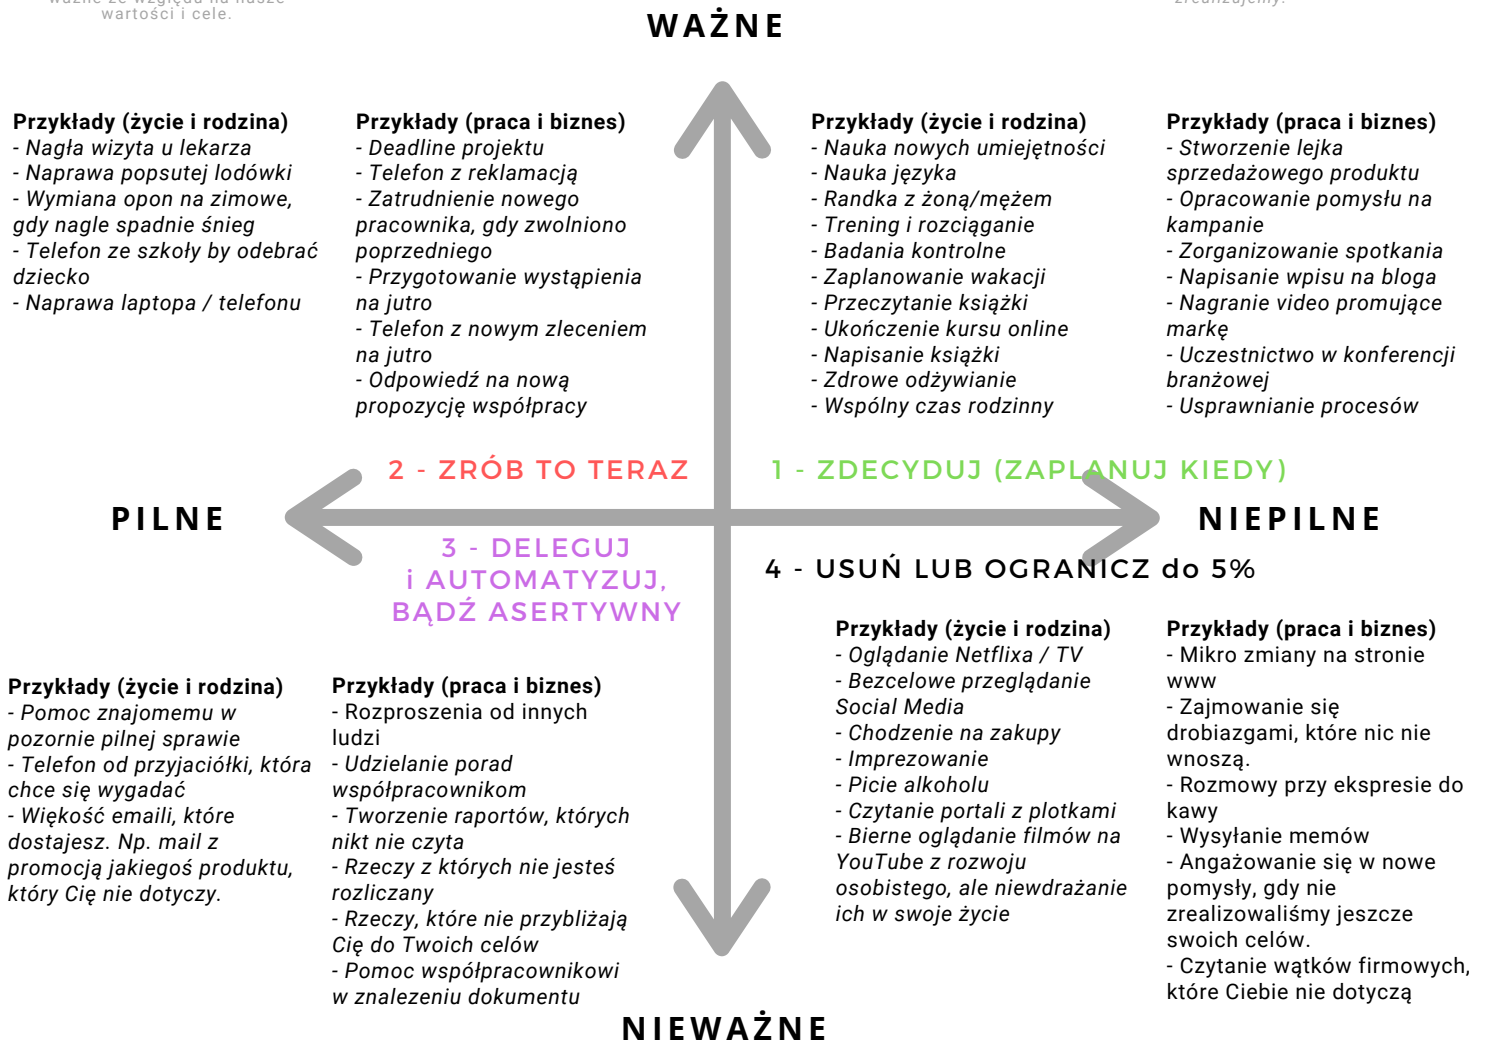 ważne ze względu na nasze
wartości i cele.
zrealizujemy.
WAŻNE
Przykłady (życie i rodzina)
- Nagła wizyta u lekarza
- Naprawa popsutej lodówki
- Wymiana opon na zimowe,
gdy nagle spadnie śnieg
- Telefon ze szkoły by odebrać
dziecko
- Naprawa laptopa / telefonu
Przykłady (praca i biznes)
- Deadline projektu
- Telefon z reklamacją
- Zatrudnienie nowego
pracownika, gdy zwolniono
poprzedniego
- Przygotowanie wystąpienia
na jutro
- Telefon z nowym zleceniem
na jutro
- Odpowiedź na nową
propozycję współpracy
Przykłady (życie i rodzina)
- Nauka nowych umiejętności
- Nauka języka
- Randka z żoną/mężem
- Trening i rozciąganie
- Badania kontrolne
- Zaplanowanie wakacji
- Przeczytanie książki
- Ukończenie kursu online
- Napisanie książki
- Zdrowe odżywianie
- Wspólny czas rodzinny
Przykłady (praca i biznes)
- Stworzenie lejka
sprzedażowego produktu
- Opracowanie pomysłu na
kampanie
- Zorganizowanie spotkania
- Napisanie wpisu na bloga
- Nagranie video promujące
markę
- Uczestnictwo w konferencji
branżowej
- Usprawnianie procesów
2 - ZRÓB TO TERAZ
1 - ZDECYDUJ (ZAPLANUJ KIEDY)
PILNE
NIEPILNE
3 - DELEGUJ
i AUTOMATYZUJ,
BĄDŹ ASERTYWNY
4 - USUŃ LUB OGRANICZ do 5%
Przykłady (życie i rodzina)
- Pomoc znajomemu w
pozornie pilnej sprawie
- Telefon od przyjaciółki, która
chce się wygadać
- Większość emaili, które
dostajesz. Np. mail z
promocją jakiegoś produktu,
który Cię nie dotyczy.
Przykłady (praca i biznes)
- Rozproszenia od innych
ludzi
- Udzielanie porad
współpracownikom
- Tworzenie raportów, których
nikt nie czyta
- Rzeczy z których nie jesteś
rozliczany
- Rzeczy, które nie przybliżają
Cię do Twoich celów
- Pomoc współpracownikowi
w znalezeniu dokumentu
Przykłady (życie i rodzina)
- Oglądanie Netflixa / TV
- Bezcelowe przeglądanie
Social Media
- Chodzenie na zakupy
- Imprezowanie
- Picie alkoholu
- Czytanie portali z plotkami
- Bierne oglądanie filmów na
YouTube z rozwoju
osobistego, ale niewdrażanie
ich w swoje życie
Przykłady (praca i biznes)
- Mikro zmiany na stronie
www
- Zajmowanie się
drobiazgami, które nic nie
wnoszą.
- Rozmowy przy ekspresie do
kawy
- Wysyłanie memów
- Angażowanie się w nowe
pomysły, gdy nie
zrealizowaliśmy jeszcze
swoich celów.
- Czytanie wątków firmowych,
które Ciebie nie dotyczą
NIEWAŻNE